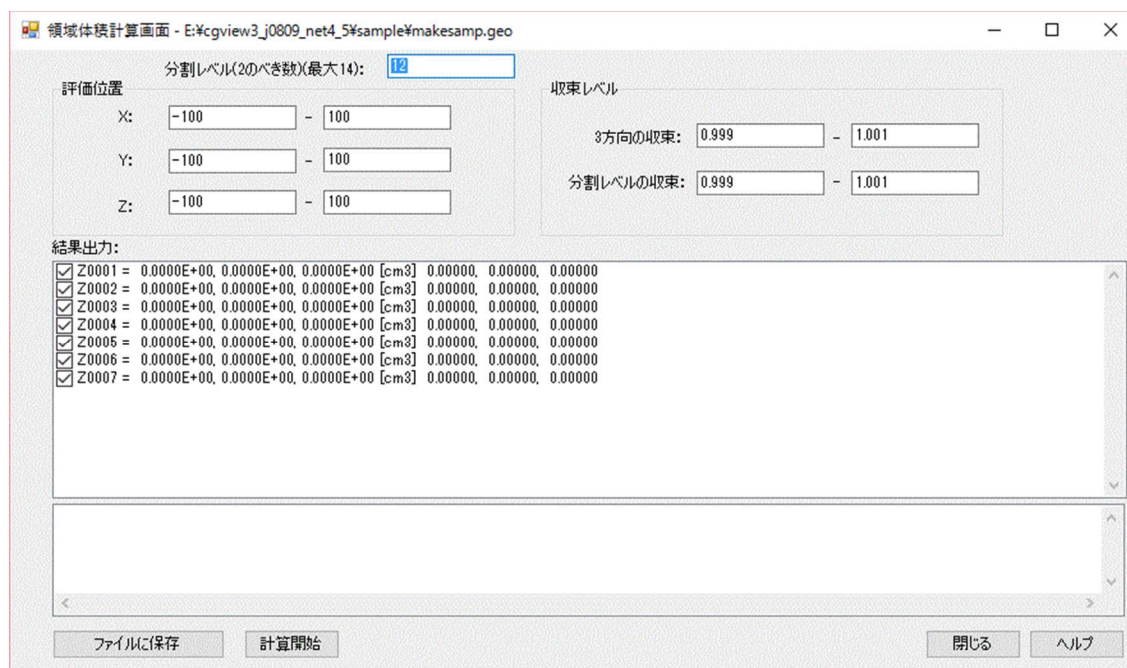 領域体積計算画面 - E:¥cgview3_j0809_net4_5¥sample¥makesamp.geo
分割レベル(2のべき数)(最大14): 12
評価位置
X: -100 - 100
Y: -100 - 100
Z: -100 - 100
収束レベル
3方向の収束: 0.999 - 1.001
分割レベルの収束: 0.999 - 1.001
結果出力:
Z0001 = 0.0000E+00, 0.0000E+00, 0.0000E+00 [cm3] 0.00000, 0.00000, 0.00000
Z0002 = 0.0000E+00, 0.0000E+00, 0.0000E+00 [cm3] 0.00000, 0.00000, 0.00000
Z0003 = 0.0000E+00, 0.0000E+00, 0.0000E+00 [cm3] 0.00000, 0.00000, 0.00000
Z0004 = 0.0000E+00, 0.0000E+00, 0.0000E+00 [cm3] 0.00000, 0.00000, 0.00000
Z0005 = 0.0000E+00, 0.0000E+00, 0.0000E+00 [cm3] 0.00000, 0.00000, 0.00000
Z0006 = 0.0000E+00, 0.0000E+00, 0.0000E+00 [cm3] 0.00000, 0.00000, 0.00000
Z0007 = 0.0000E+00, 0.0000E+00, 0.0000E+00 [cm3] 0.00000, 0.00000, 0.00000
ファイルに保存 計算開始 閉じる ヘルプ